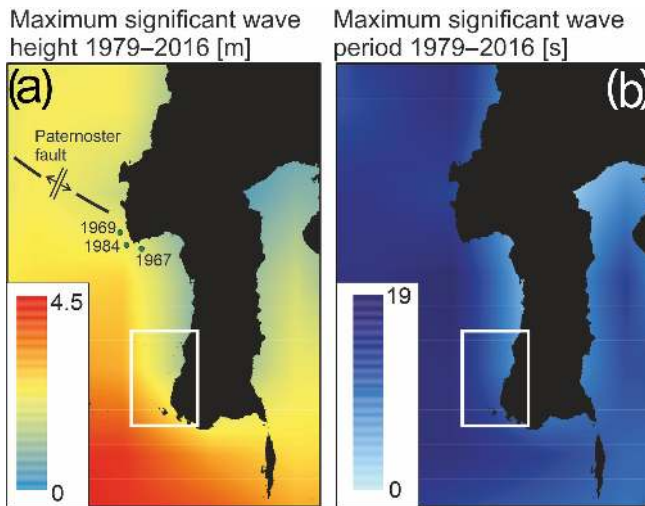 Maximum significant wave
height 1979–2016 [m]
(a)
Paternoster
fault
1969
1984
1967
4.5
0
Maximum significant wave
period 1979–2016 [s]
(b)
19
0